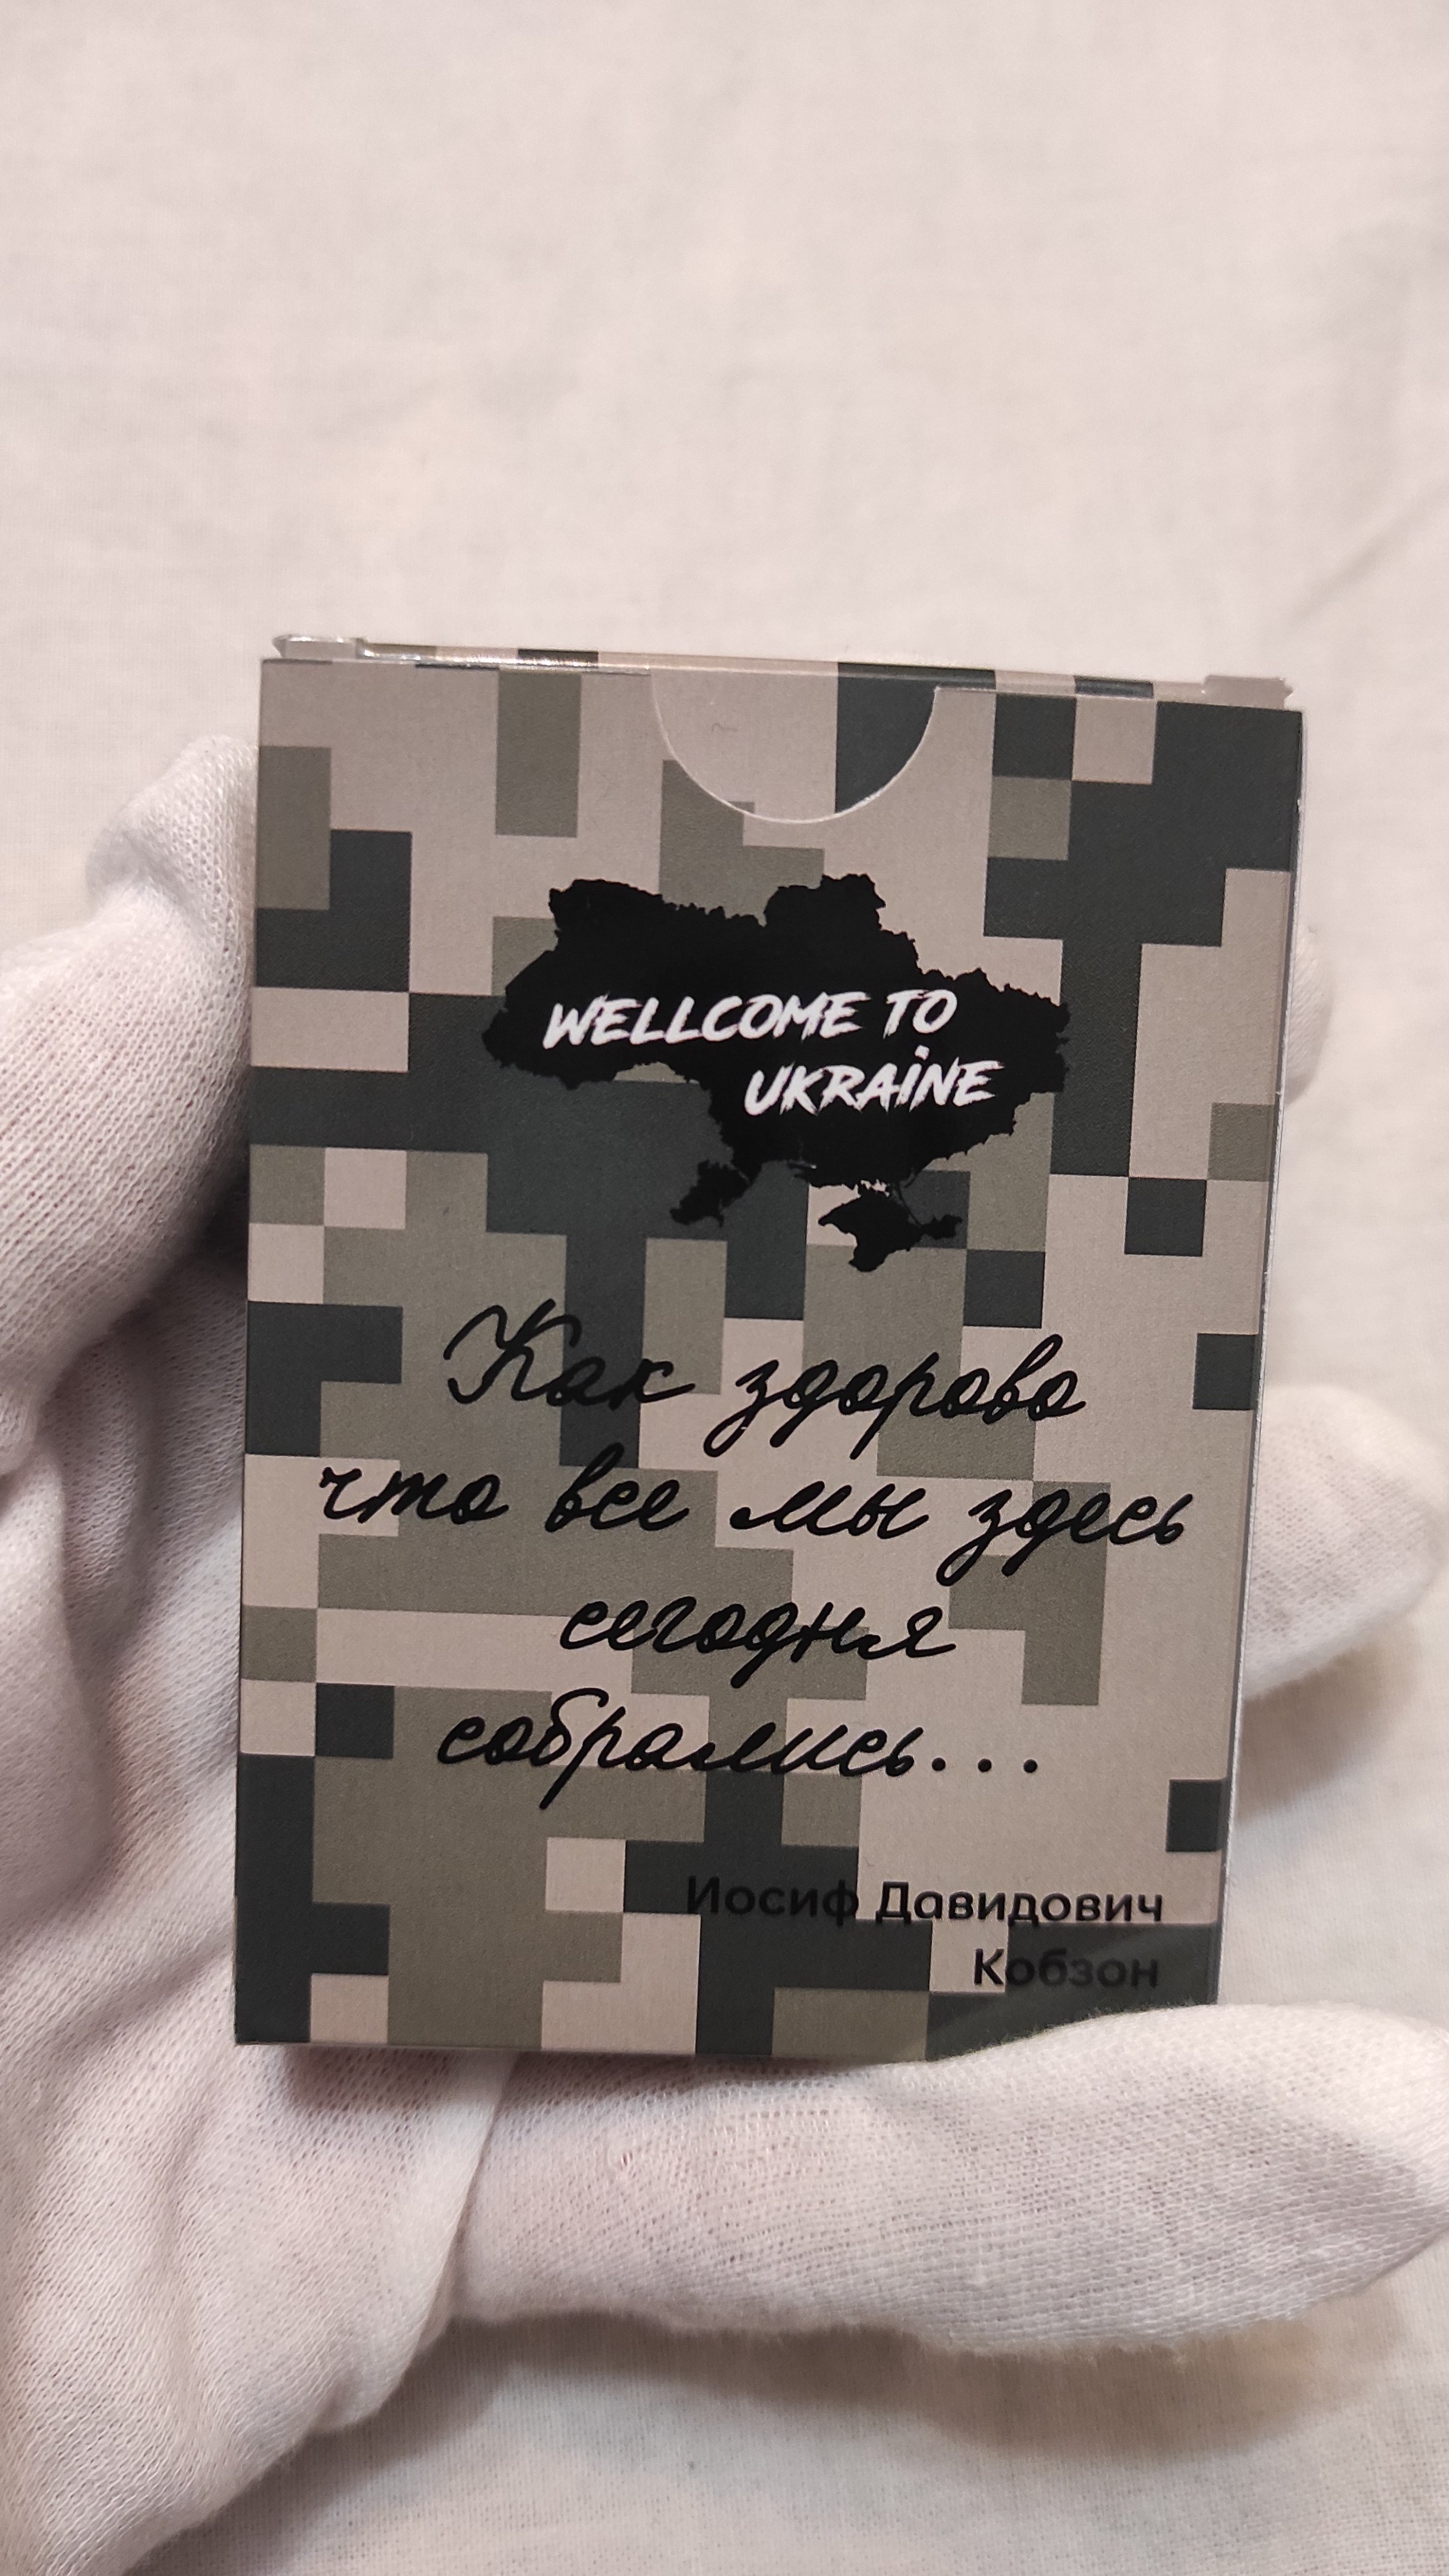 WELLCOME TO
UKRAINE
Как здорово
что все мы здесь
сегодня
собрались...
Иосиф Давидович
Кобзон